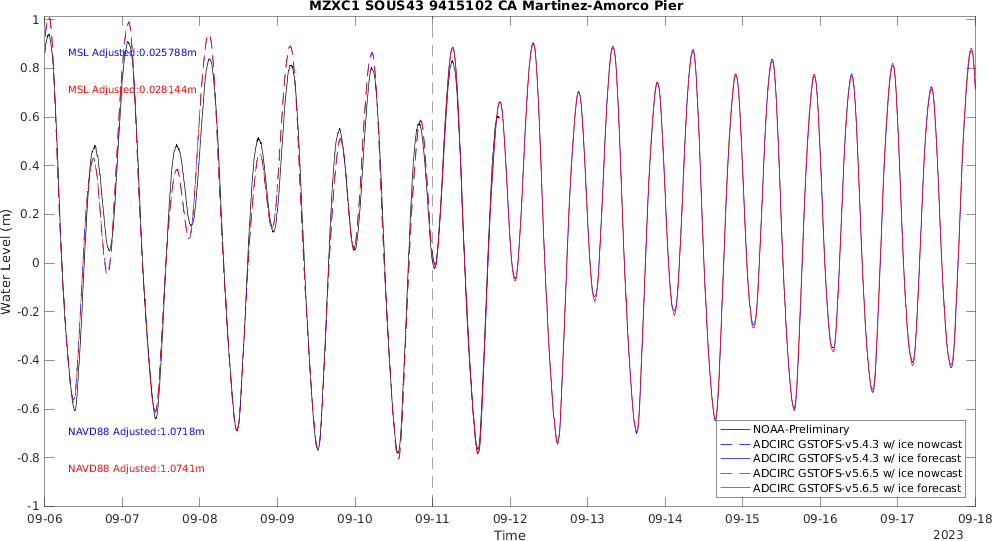 MZXC1 SOUS43 9415102 CA Martinez-Amorco Pier
1
0.8
0.6
0.4
0.2
0
-0.2
-0.4
-0.6
-0.8
-1
Water Level (m)
MSL Adjusted:0.025788m
MSL Adjusted:0.028144m
NAVD88 Adjusted:1.0718m
NAVD88 Adjusted:1.0741m
NOAA-Preliminary
ADCIRC GSTOFS-v5.4.3 w/ ice nowcast
ADCIRC GSTOFS-v5.4.3 w/ ice forecast
ADCIRC GSTOFS-v5.6.5 w/ ice nowcast
ADCIRC GSTOFS-v5.6.5 w/ ice forecast
09-06 09-07 09-08 09-09 09-10 09-11 09-12 09-13 09-14 09-15 09-16 09-17 09-18
Time
2023